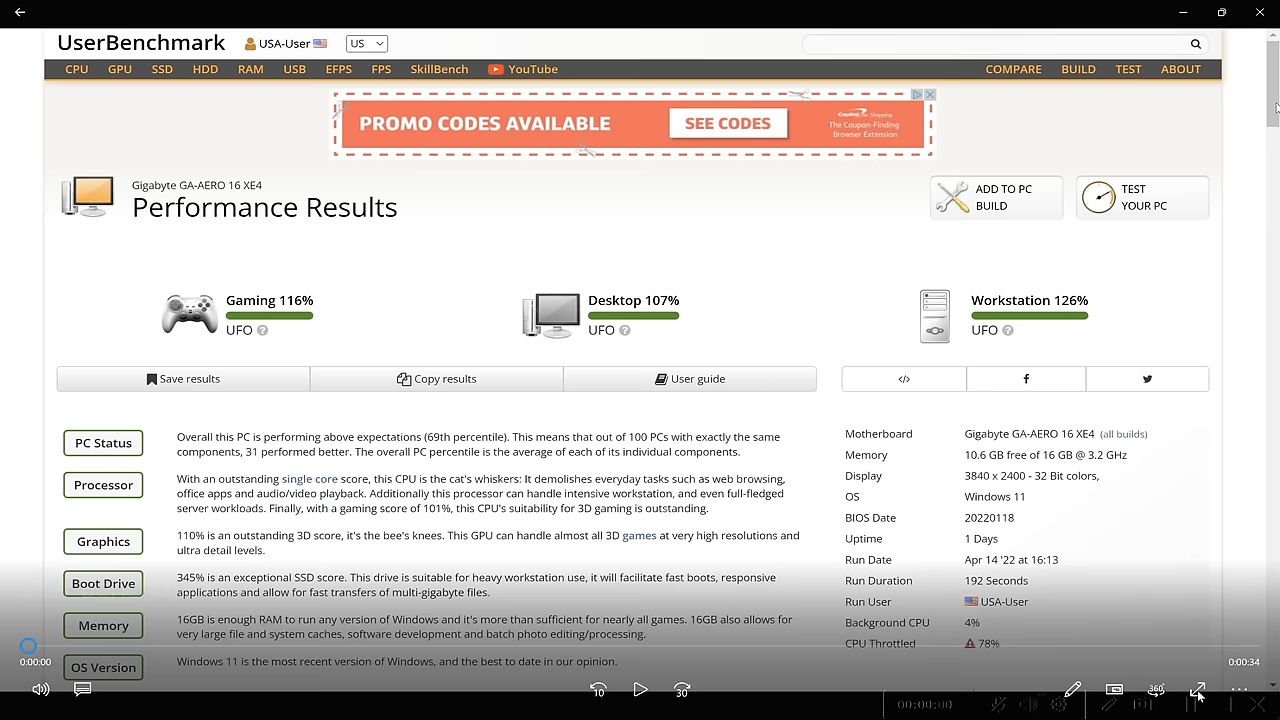 UserBenchmark
USA-User
US
CPU GPU SSD HDD RAM USB EFPS FPS SkillBench YouTube
COMPARE BUILD TEST ABOUT
PROMO CODES AVAILABLE
SEE CODES
Capital One Shopping
The Coupon-Finding
Browser Extension
Gigabyte GA-AERO 16 XE4
Performance Results
ADD TO PC
BUILD
TEST
YOUR PC
Gaming 116%
UFO ?
Desktop 107%
UFO ?
Workstation 126%
UFO ?
Save results
Copy results
User guide
</>
PC Status
Overall this PC is performing above expectations (69th percentile). This means that out of 100 PCs with exactly the same
components, 31 performed better. The overall PC percentile is the average of each of its individual components.
Processor
With an outstanding single core score, this CPU is the cat's whiskers: It demolishes everyday tasks such as web browsing,
office apps and audio/video playback. Additionally this processor can handle intensive workstation, and even full-fledged
server workloads. Finally, with a gaming score of 101%, this CPU's suitability for 3D gaming is outstanding.
Graphics
110% is an outstanding 3D score, it's the bee's knees. This GPU can handle almost all 3D games at very high resolutions and
ultra detail levels.
Boot Drive
345% is an exceptional SSD score. This drive is suitable for heavy workstation use, it will facilitate fast boots, responsive
applications and allow for fast transfers of multi-gigabyte files.
Memory
16GB is enough RAM to run any version of Windows and it's more than sufficient for nearly all games. 16GB also allows for
very large file and system caches, software development and batch photo editing/processing.
OS Version
Windows 11 is the most recent version of Windows, and the best to date in our opinion.
Motherboard Gigabyte GA-AERO 16 XE4 (all builds)
Memory 10.6 GB free of 16 GB @ 3.2 GHz
Display 3840 x 2400 - 32 Bit colors,
OS Windows 11
BIOS Date 20220118
Uptime 1 Days
Run Date Apr 14 '22 at 16:13
Run Duration 192 Seconds
Run User USA-User
Background CPU 4%
CPU Throttled 78%
0:00:00
0:00:34
10
30
360
00:00:00